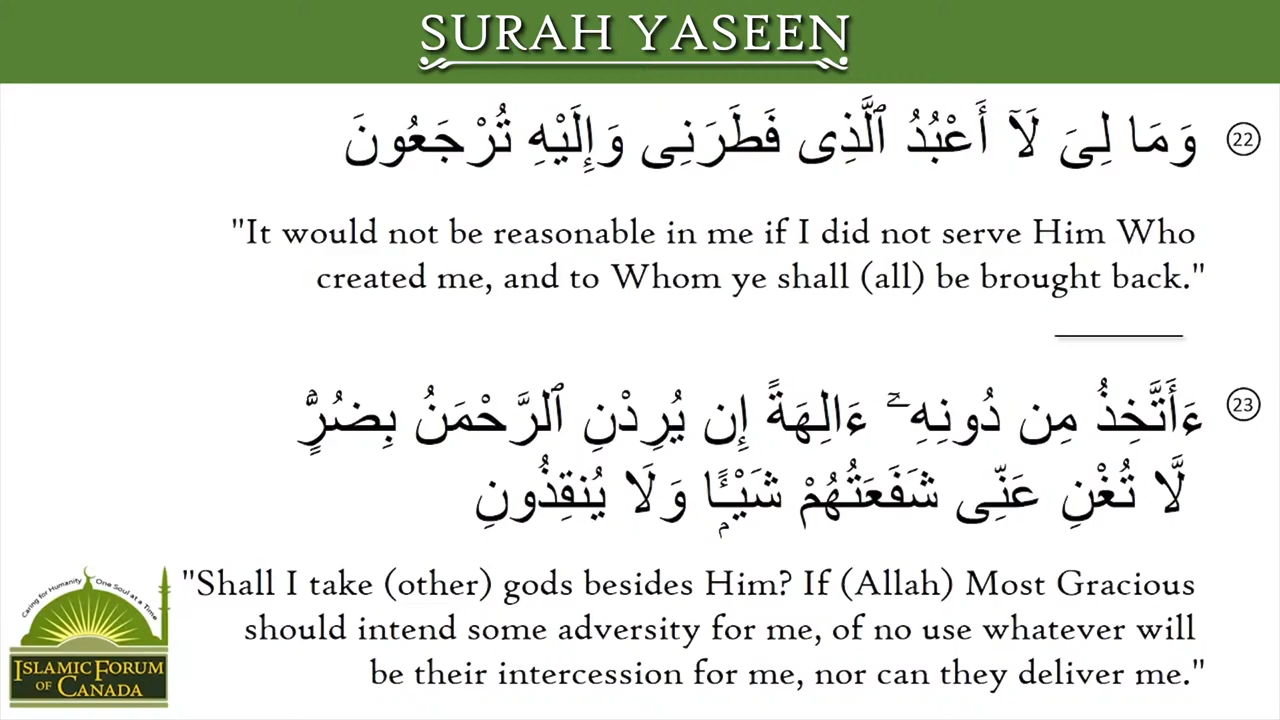 SURAH YASEEN
وَمَا لِىَ لَآ أَعْبُدُ ٱلَّذِى فَطَرَنِى وَإِلَيْهِ تُرْجَعُونَ
22
"It would not be reasonable in me if I did not serve Him Who
created me, and to Whom ye shall (all) be brought back."
ءَأَتَّخِذُ مِن دُونِهِۦٓ ءَالِهَةً إِن يُرِدْنِ ٱلرَّحْمَنُ بِضُرٍّۢ
23
لَّا تُغْنِ عَنِّى شَفَعَتُهُمْ شَيْـًۭٔا وَلَا يُنقِذُونِ
"Shall I take (other) gods besides Him? If (Allah) Most Gracious
should intend some adversity for me, of no use whatever will
be their intercession for me, nor can they deliver me."
Caring for Humanity One Soul at a Time
ISLAMIC FORUM
OF CANADA